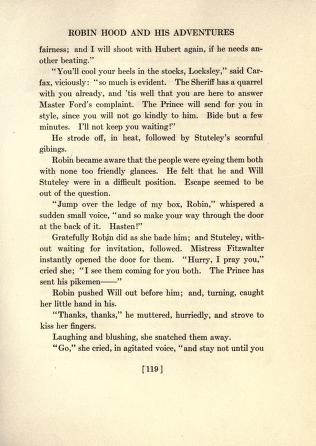 ROBIN HOOD AND HIS ADVENTURES
fairness; and I will shoot with Hubert again, if he needs an-
other beating."
"You'll cool your heels in the stocks, Locksley," said Car-
fax, viciously: "so much is evident. The Sheriff has a quarrel
with you already, and 'tis well that you are here to answer
Master Ford's complaint. The Prince will send for you in
style, since you will not go kindly to him. Bide but a few
minutes. I'll not keep you waiting!"
He strode off, in heat, followed by Stuteley's scornful
gibings.
Robin became aware that the people were eyeing them both
with none too friendly glances. He felt that he and Will
Stuteley were in a difficult position. Escape seemed to be
out of the question.
"Jump over the ledge of my box, Robin," whispered a
sudden small voice, "and so make your way through the door
at the back of it. Hasten!"
Gratefully Robin did as she bade him; and Stuteley, with-
out waiting for invitation, followed. Mistress Fitzwalter
instantly opened the door for them. "Hurry, I pray you,"
cried she; "I see them coming for you both. The Prince has
sent his pikemen——"
Robin pushed Will out before him; and, turning, caught
her little hand in his.
"Thanks, thanks," he muttered, hurriedly, and strove to
kiss her fingers.
Laughing and blushing, she snatched them away.
"Go," she cried, in agitated voice, "and stay not until you
[119]